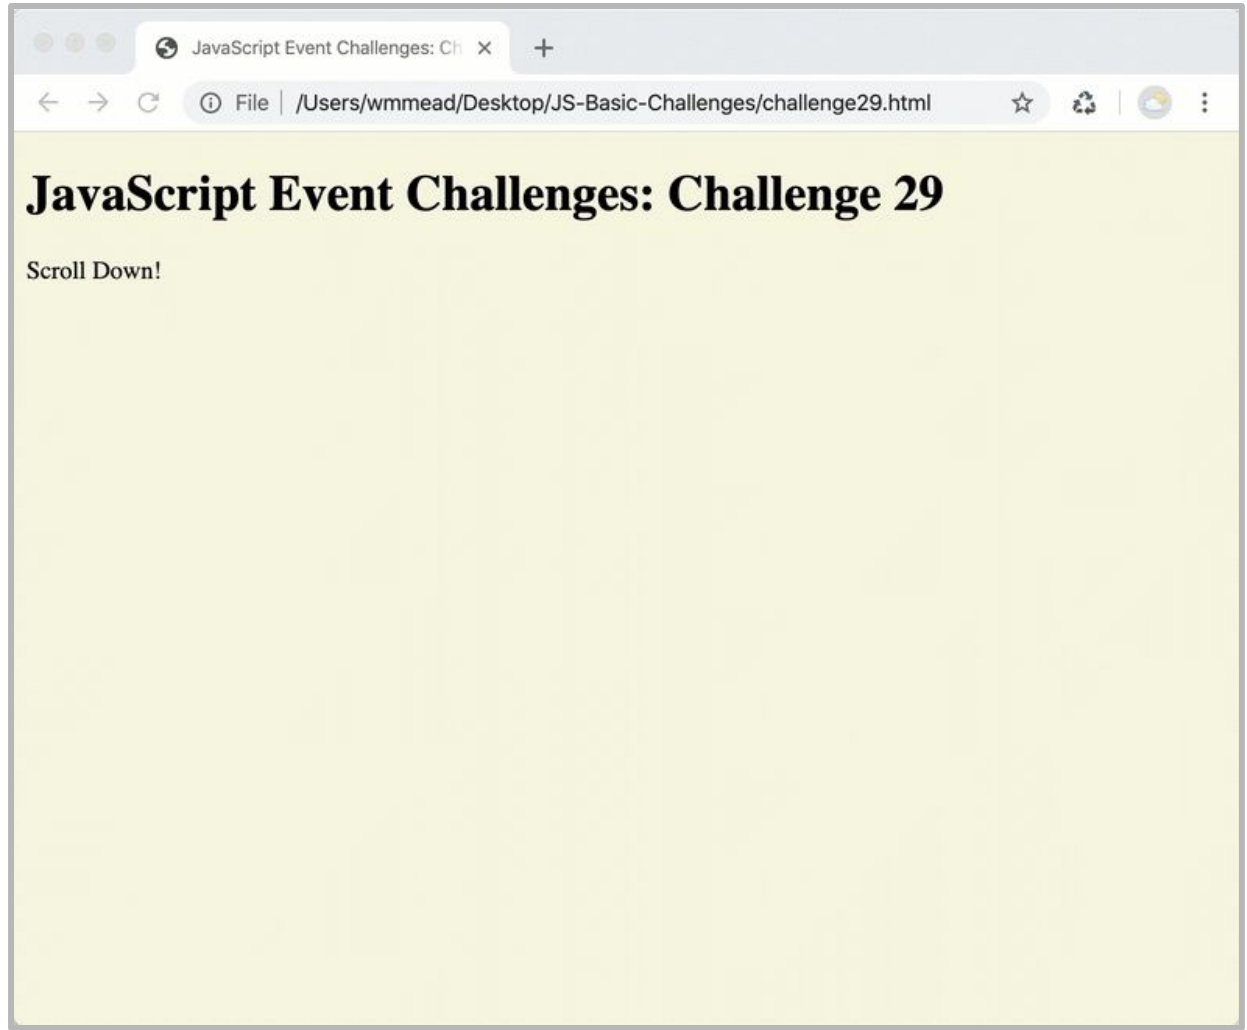 JavaScript Event Challenges: Ch
File
/Users/wmmead/Desktop/JS-Basic-Challenges/challenge29.html
JavaScript Event Challenges: Challenge 29
Scroll Down!